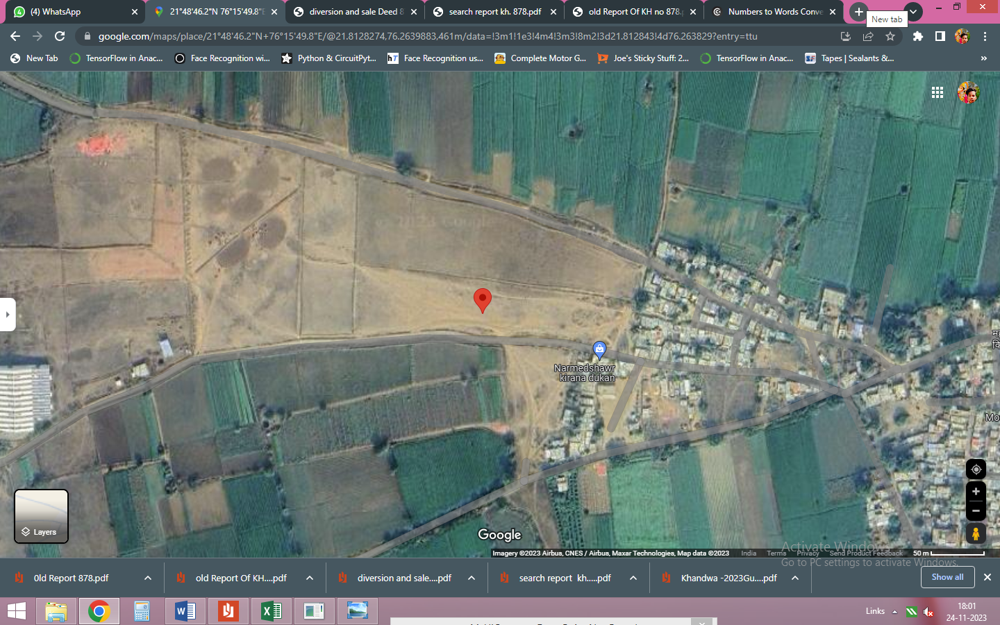 (4) WhatsApp
21°48'46.2"N 76°15'49.8"E
diversion and sale Deed 8
search report kh. 878.pdf
old Report Of KH no 878.p
Numbers to Words Conve
New tab
google.com/maps/place/21°48'46.2"N+76°15'49.8"E/@21.8128274,76.2639883,461m/data=!3m1!1e3!4m4!3m3!8m2!3d21.812843!4d76.263829?entry=ttu
New Tab
TensorFlow in Anac...
Face Recognition wi...
Python & CircuitPyt...
Face Recognition us...
Complete Motor G...
Joe's Sticky Stuff: 2...
TensorFlow in Anac...
Tapes | Sealants &...
»
Narmedshawr
kirana dukan
Mo
Layers
Google
Imagery ©2023 Airbus, CNES / Airbus, Maxar Technologies, Map data ©2023
India
Terms
Privacy
Send Product Feedback
50 m
Activate Windows
Go to PC settings to activate Windows.
0ld Report 878.pdf
old Report Of KH....pdf
diversion and sale....pdf
search report kh.....pdf
Khandwa -2023Gu....pdf
Show all
Links
18:01
24-11-2023